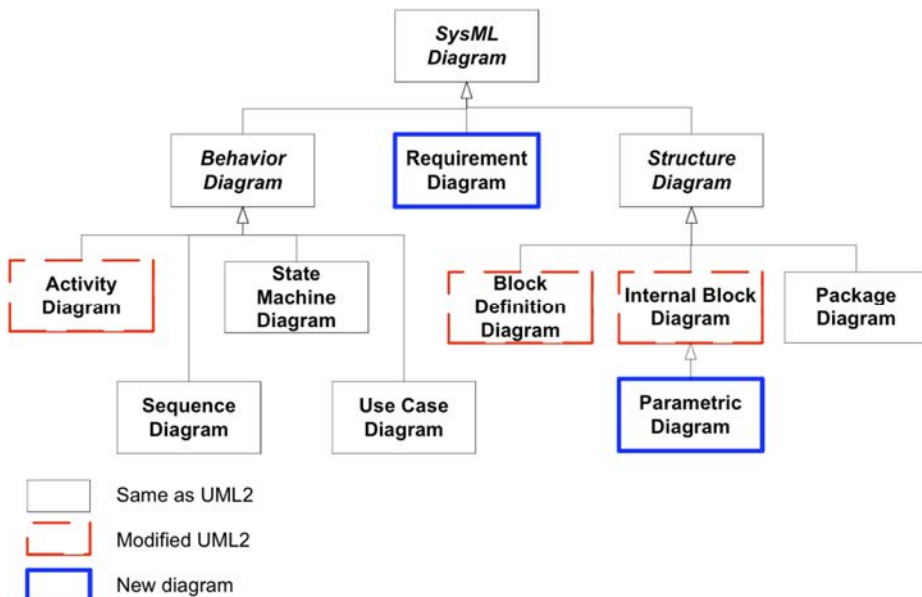 SysML
Diagram
Behavior
Diagram
Requirement
Diagram
Structure
Diagram
Activity
Diagram
State
Machine
Diagram
Block
Definition
Diagram
Internal Block
Diagram
Package
Diagram
Sequence
Diagram
Use Case
Diagram
Parametric
Diagram
Same as UML2
Modified UML2
New diagram